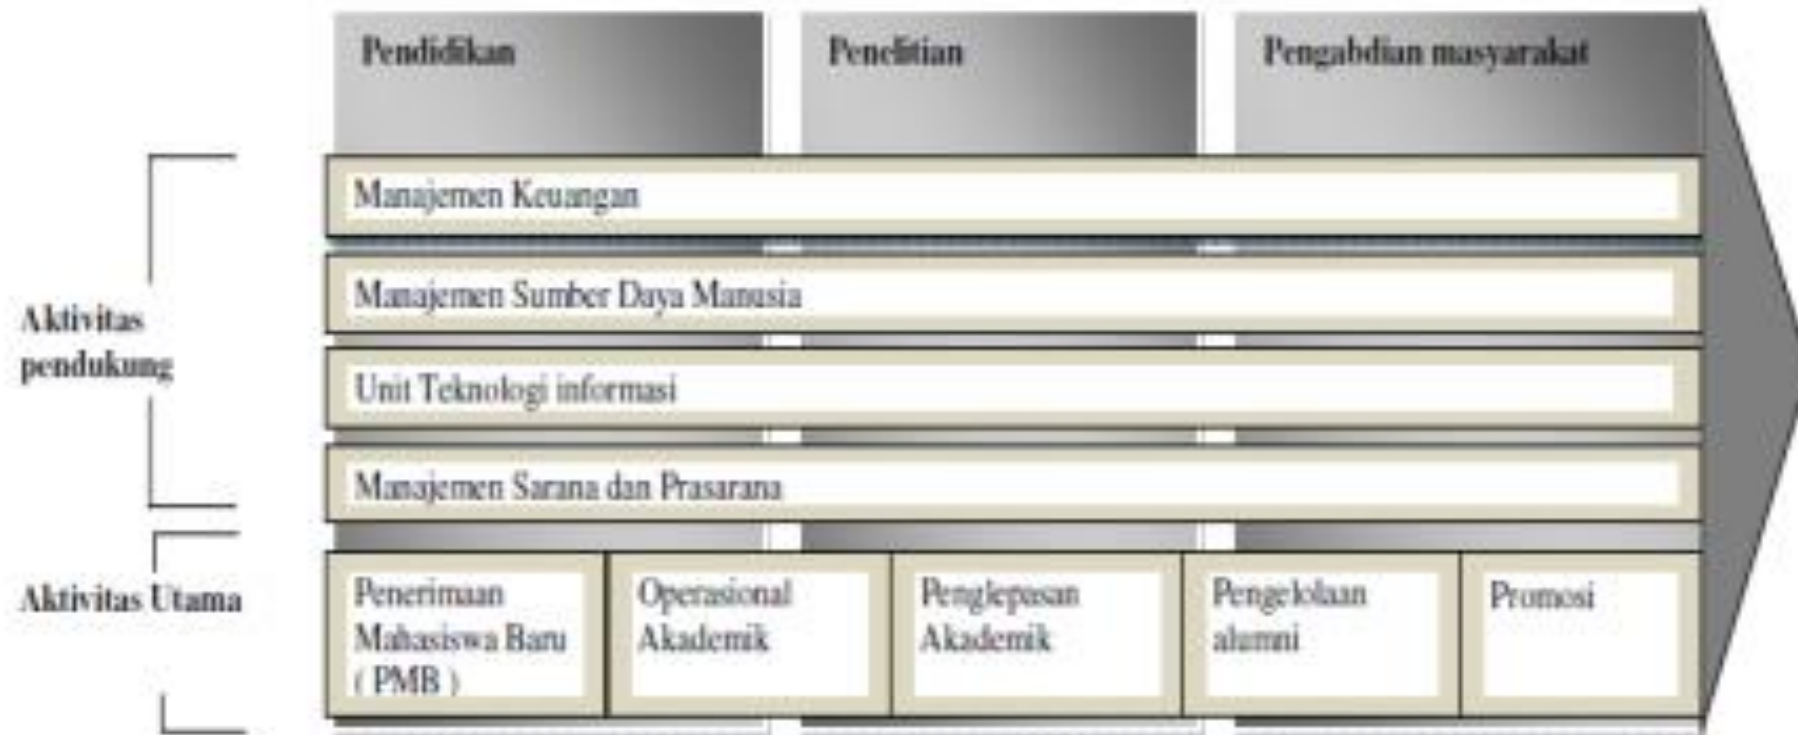 Pendidikan
Penelitian
Pengabdian masyarakat
Aktivitas
pendukung
Manajemen Keuangan
Manajemen Sumber Daya Manusia
Unit Teknologi informasi
Manajemen Sarana dan Prasarana
Aktivitas Utama
Penerimaan
Mahasiswa Baru
( PMB )
Operasional
Akademik
Penglepasan
Akademik
Pengelolaan
alumni
Promosi